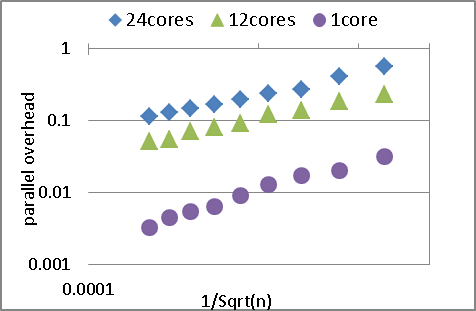 24cores 12cores 1core
1
0.1
0.01
0.001
0.0001
parallel overhead
1/Sqrt(n)